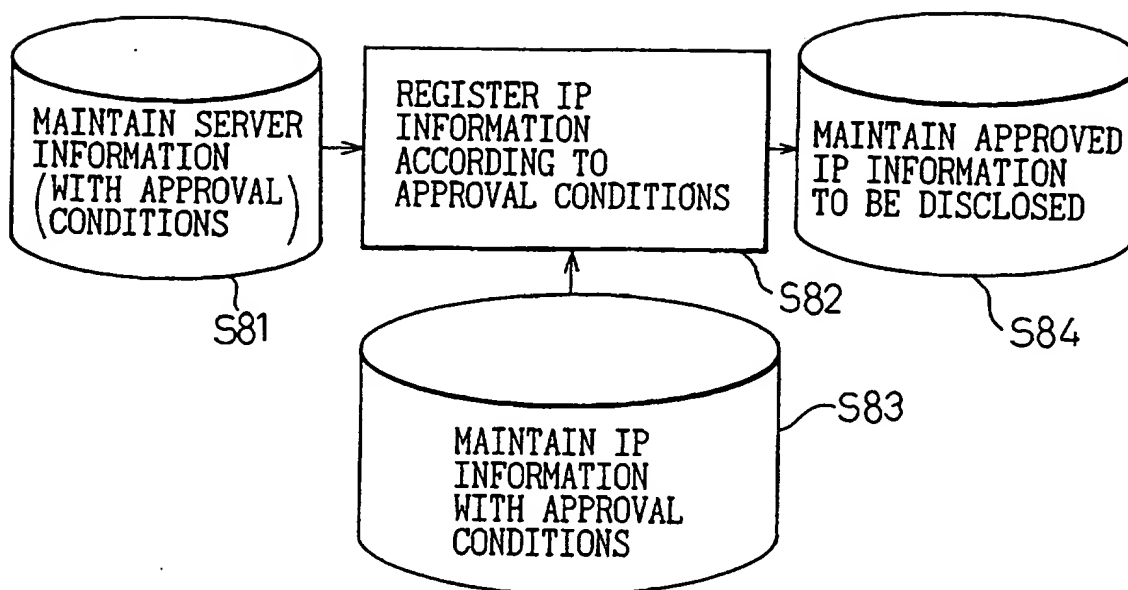 MAINTAIN SERVER
INFORMATION
(WITH APPROVAL
CONDITIONS)
S81
REGISTER IP
INFORMATION
ACCORDING TO
APPROVAL CONDITIONS
S82
MAINTAIN APPROVED
IP INFORMATION
TO BE DISCLOSED
S84
MAINTAIN IP
INFORMATION
WITH APPROVAL
CONDITIONS
S83